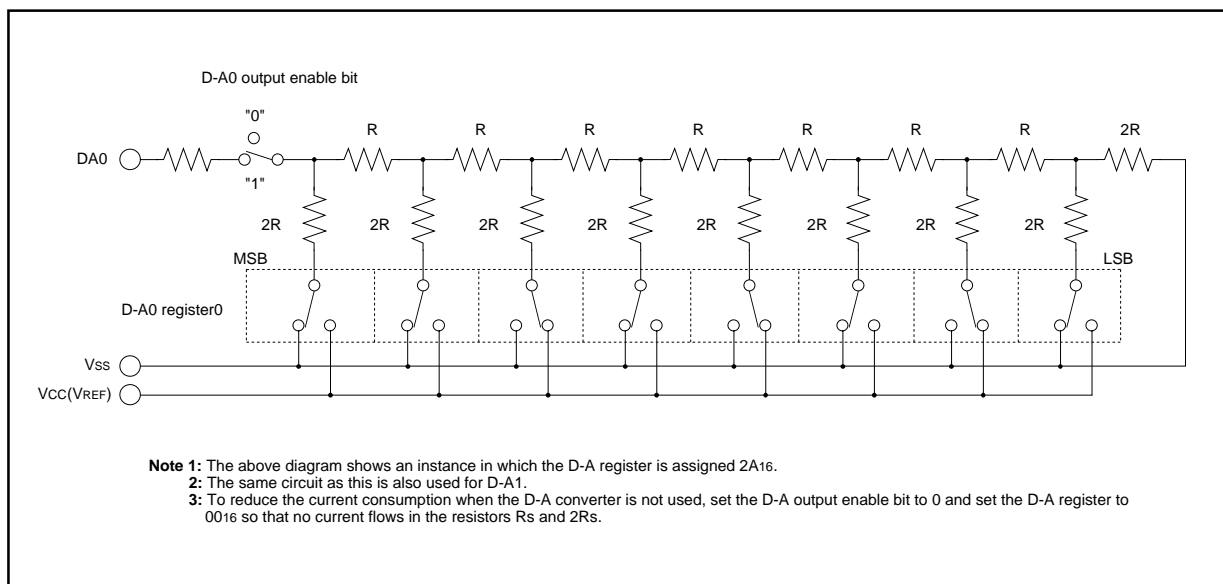 D-A0 output enable bit
"0"
R R R R R R R 2R
DA0
"1"
2R 2R 2R 2R 2R 2R 2R 2R
MSB LSB
D-A0 register0
VSS
VCC(VREF)
Note 1: The above diagram shows an instance in which the D-A register is assigned 2A16.
2: The same circuit as this is also used for D-A1.
3: To reduce the current consumption when the D-A converter is not used, set the D-A output enable bit to 0 and set the D-A register to
0016 so that no current flows in the resistors Rs and 2Rs.